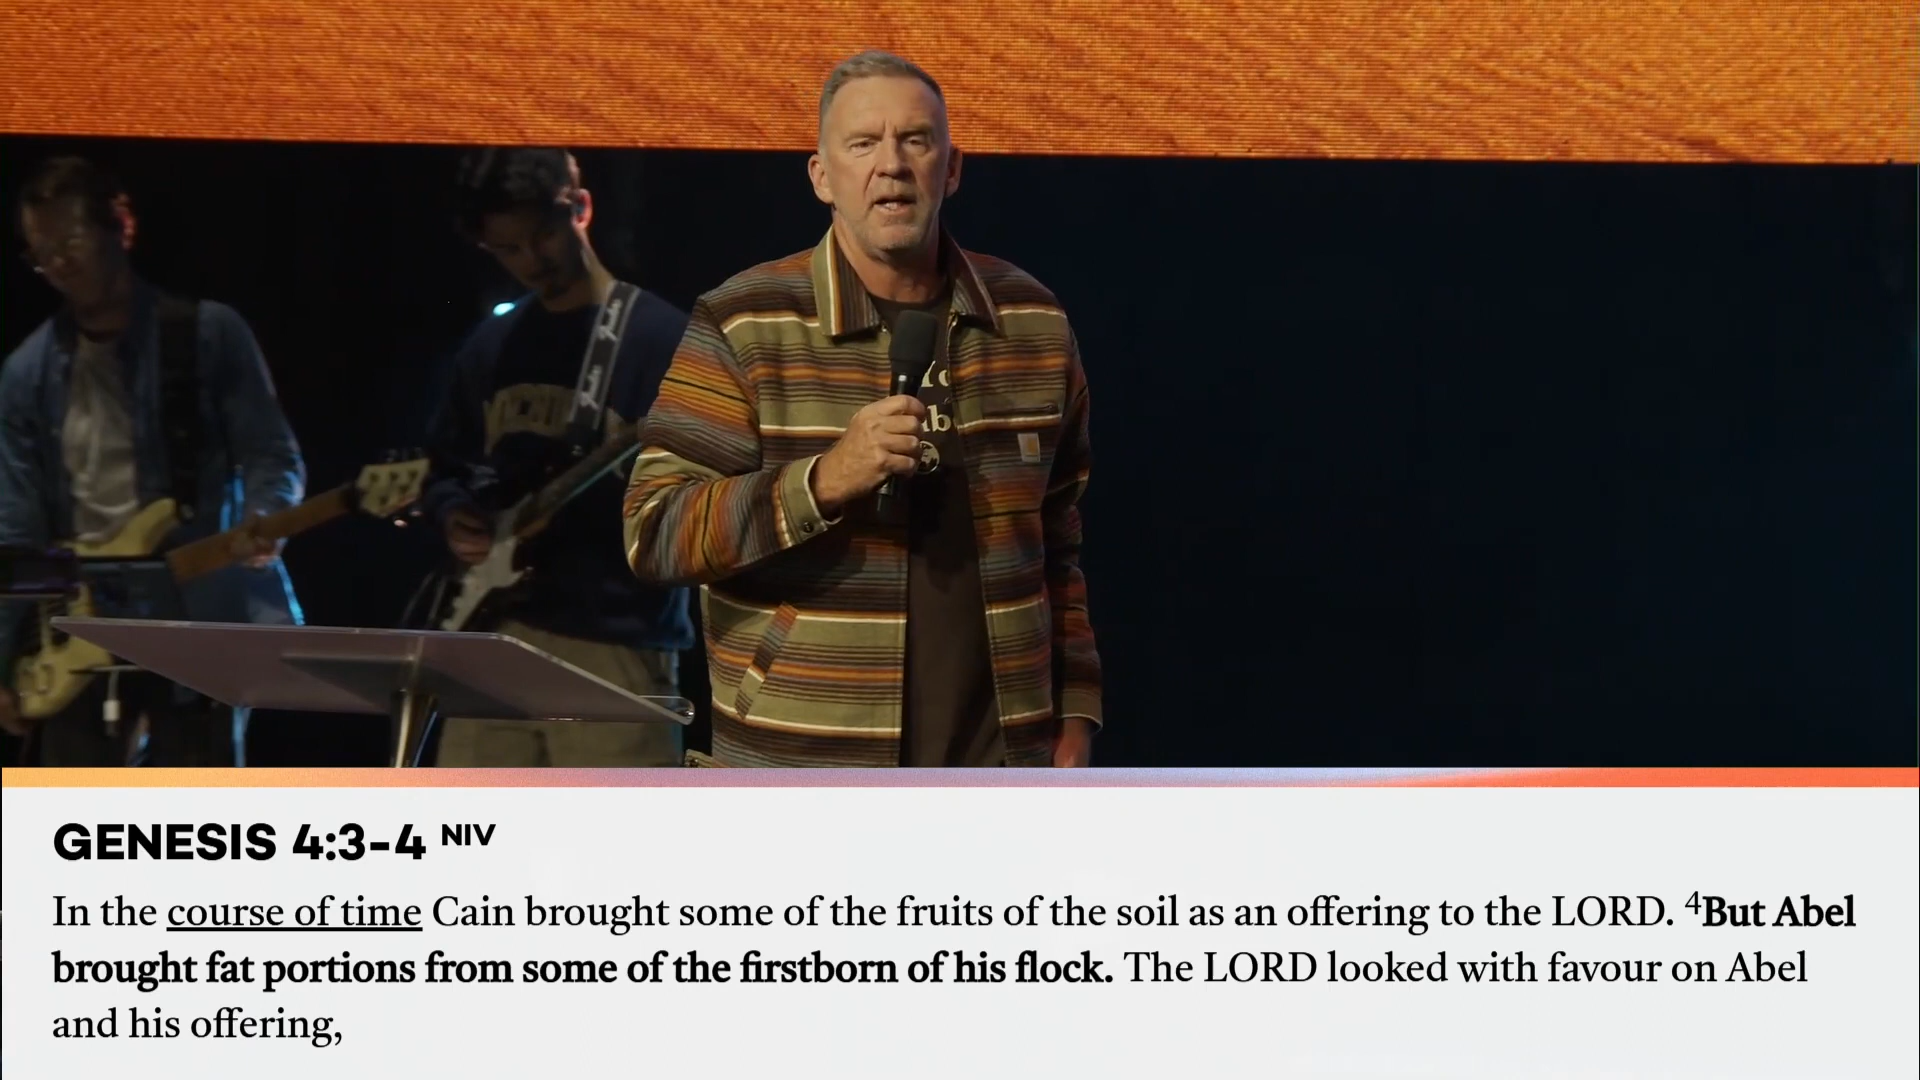 Yo
GENESIS 4:3-4 NIV
In the course of time Cain brought some of the fruits of the soil as an offering to the LORD. ⁴But Abel
brought fat portions from some of the firstborn of his flock. The LORD looked with favour on Abel
and his offering,